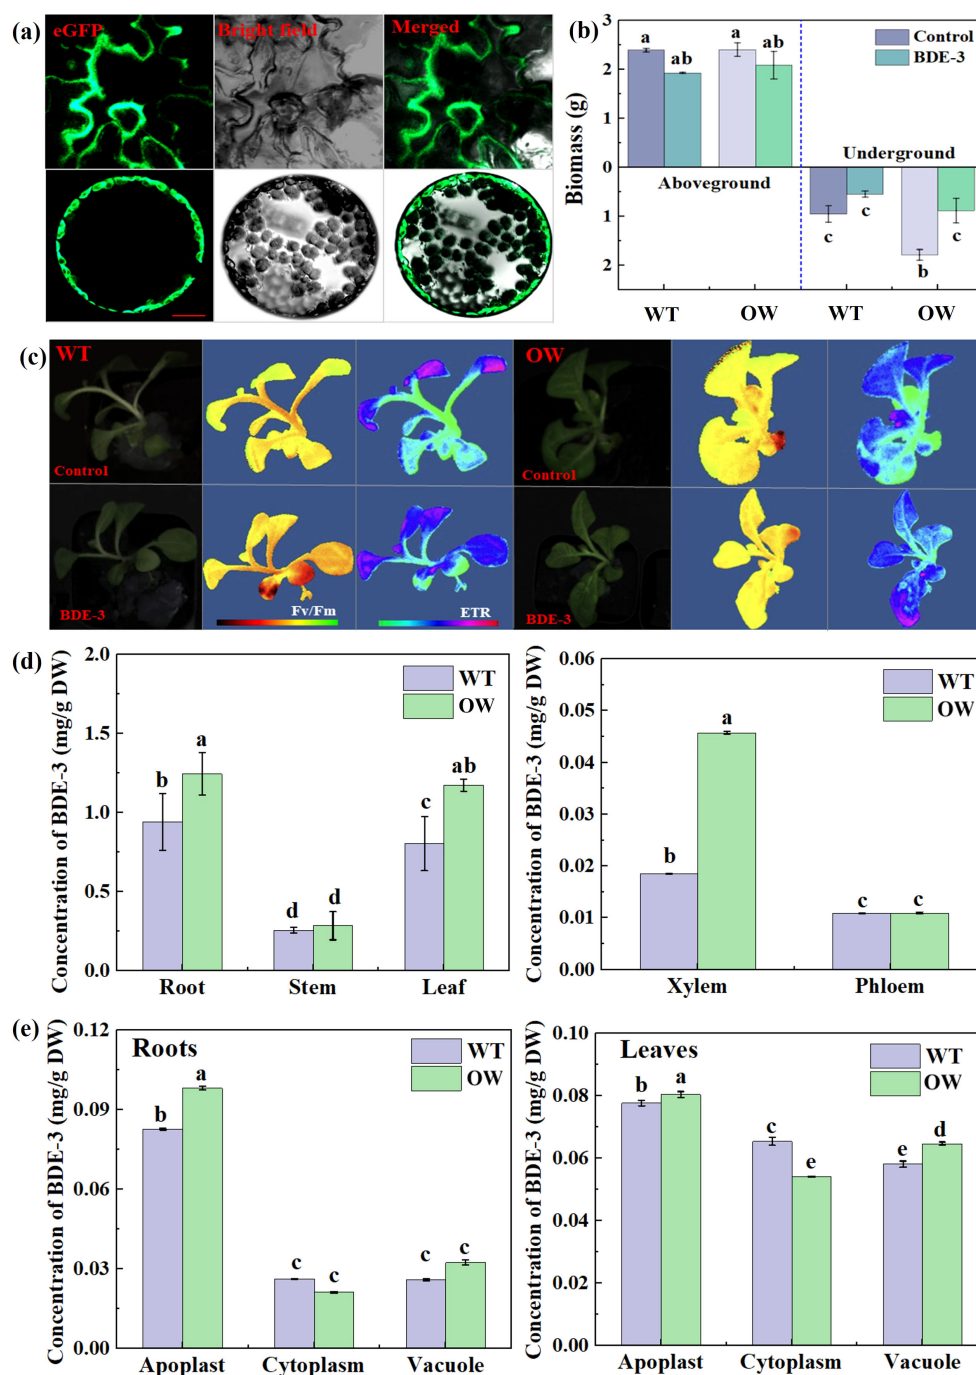 (a)
eGFP
Bright field
Merged
(b)
Control
BDE-3
Biomass (g)
3
2
1
0
1
2
a
ab
a
ab
c
c
b
c
Underground
Aboveground
WT
OW
WT
OW
(c)
WT
OW
Control
Control
BDE-3
Fv/Fm
ETR
BDE-3
(d)
Concentration of BDE-3 (mg/g DW)
2.0
1.5
1.0
0.5
0.0
WT
OW
b
a
d
d
c
ab
Root
Stem
Leaf
Concentration of BDE-3 (mg/g DW)
0.06
0.05
0.04
0.03
0.02
0.01
0.00
WT
OW
b
a
c
c
Xylem
Phloem
(e)
Concentration of BDE-3 (mg/g DW)
0.12
0.09
0.06
0.03
0.00
Roots
WT
OW
b
a
c
c
c
c
Apoplast
Cytoplasm
Vacuole
Concentration of BDE-3 (mg/g DW)
0.10
0.08
0.06
0.04
0.02
0.00
Leaves
WT
OW
b
a
c
e
e
d
Apoplast
Cytoplasm
Vacuole